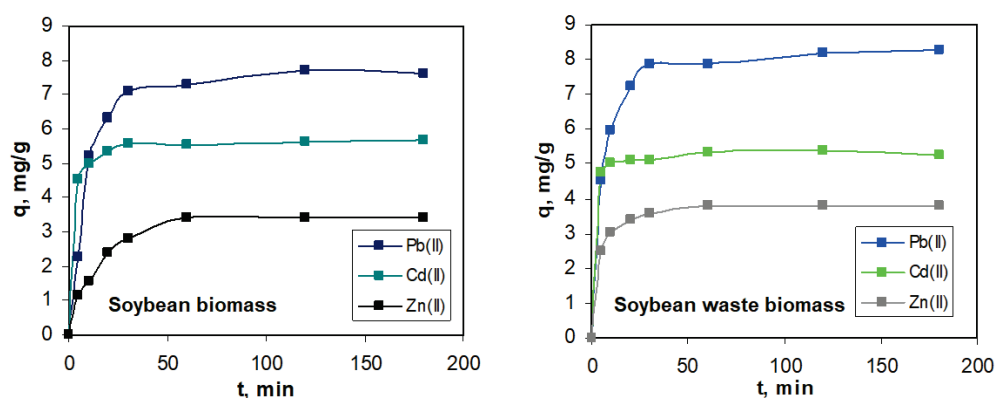 9
8
7
6
5
4
3
2
1
0
q, mg/g
Pb(II)
Cd(II)
Zn(II)
Soybean biomass
0 50 100 150 200
t, min
9
8
7
6
5
4
3
2
1
0
q, mg/g
Pb(II)
Cd(II)
Zn(II)
Soybean waste biomass
0 50 100 150 200
t, min